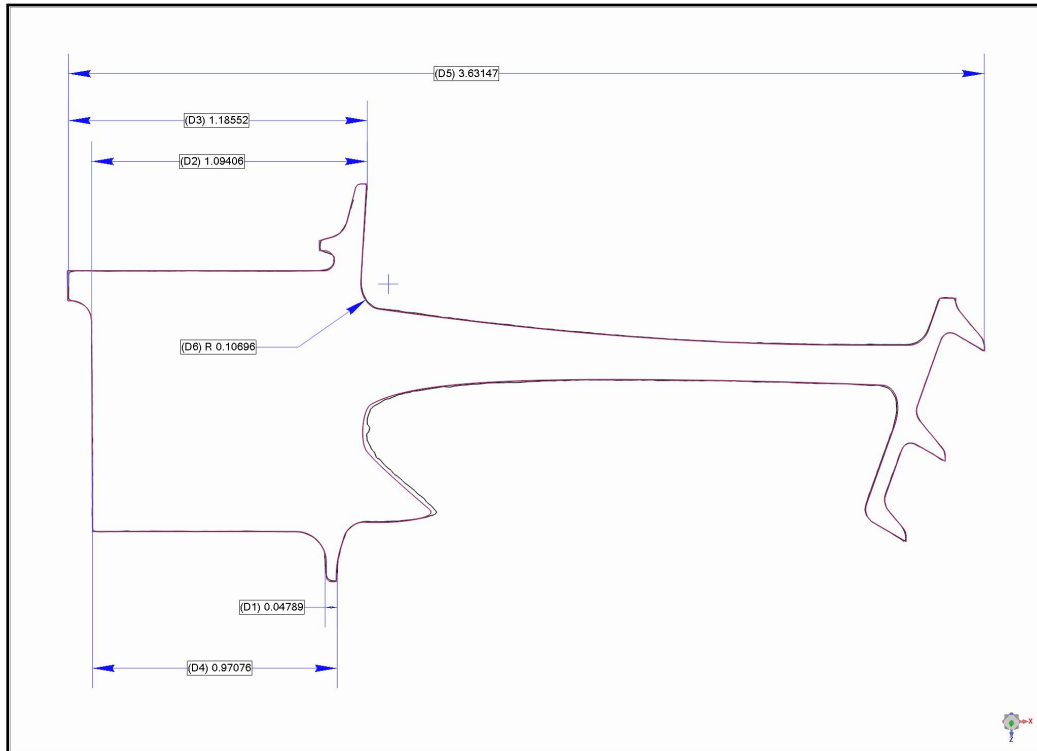 (D5) 3.63147
(D3) 1.18552
(D2) 1.09406
(D6) R 0.10696
(D1) 0.04789
(D4) 0.97076
X
Z